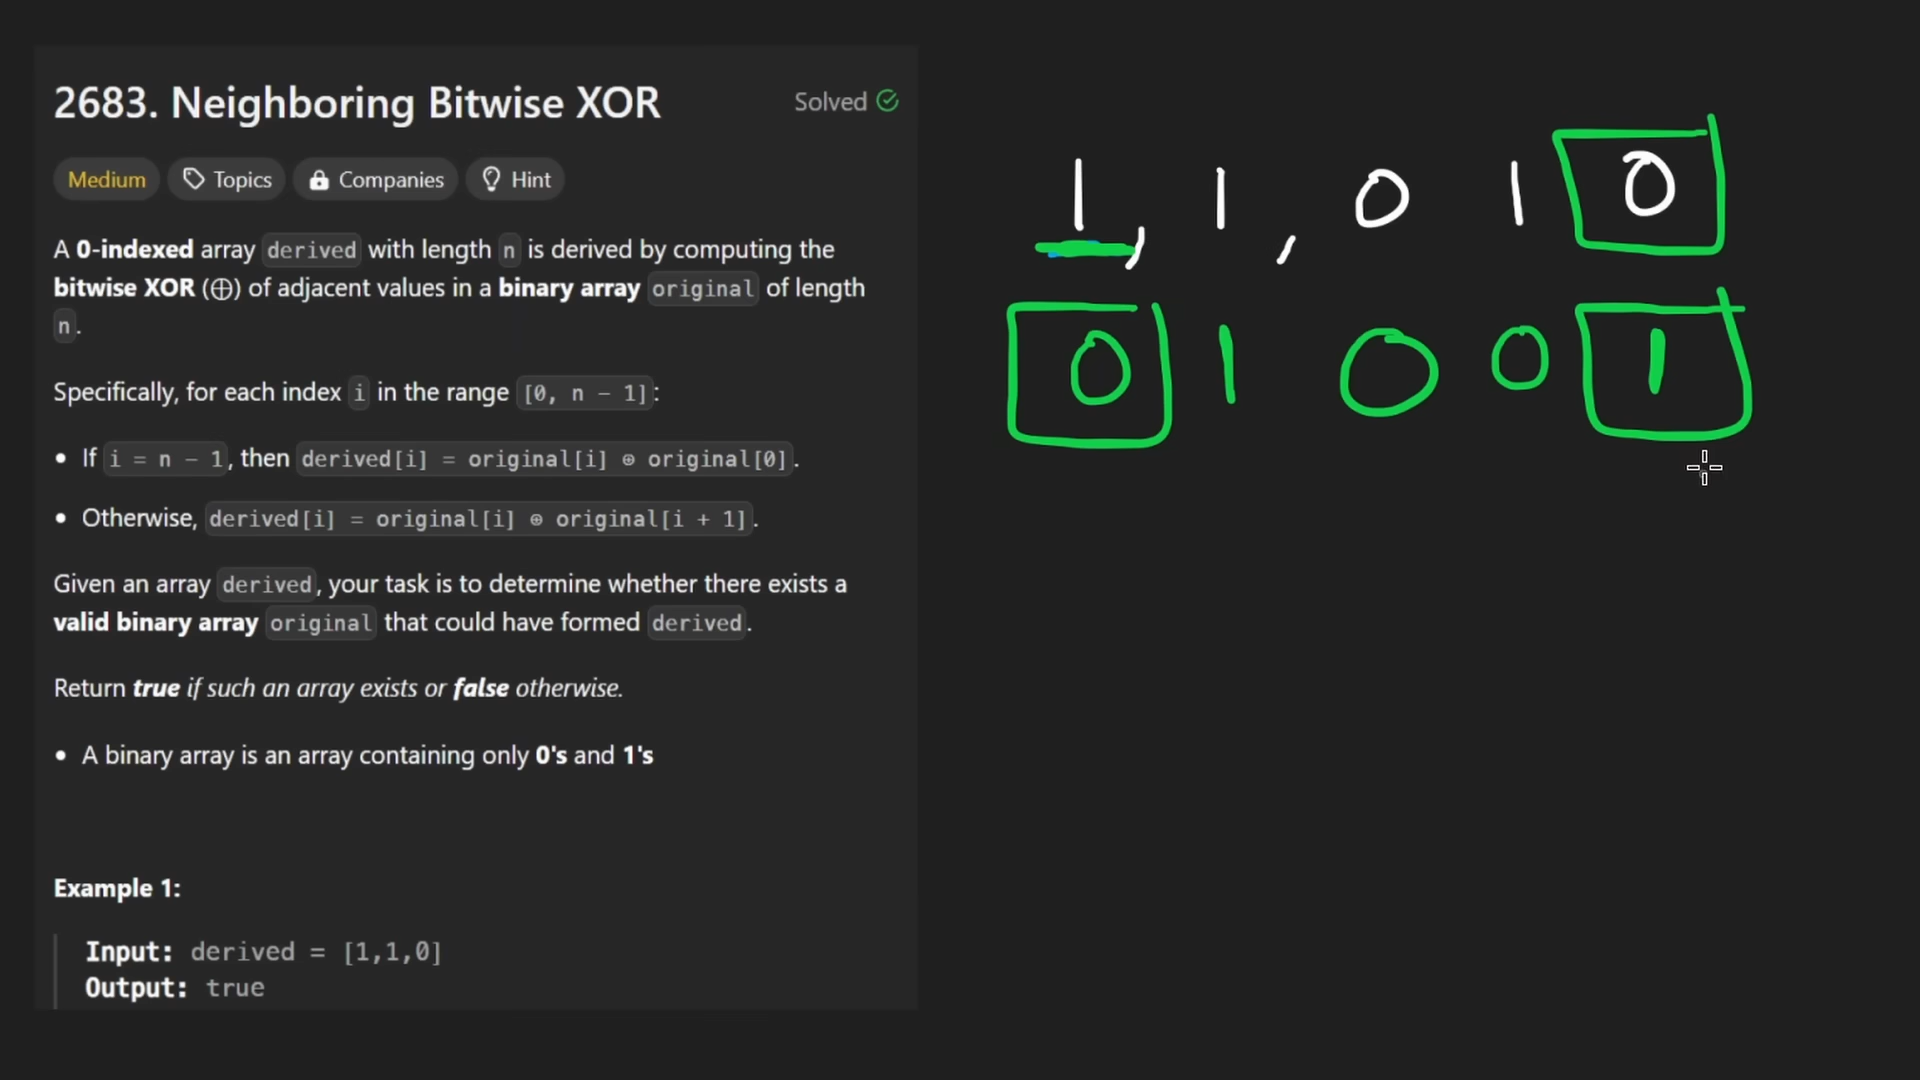 2683. Neighboring Bitwise XOR
Solved
Medium Topics Companies Hint
A 0-indexed array derived with length n is derived by computing the
bitwise XOR (⊕) of adjacent values in a binary array original of length
n.
Specifically, for each index i in the range [0, n - 1]:
• If i = n - 1, then derived[i] = original[i] ⊕ original[0].
• Otherwise, derived[i] = original[i] ⊕ original[i + 1].
Given an array derived, your task is to determine whether there exists a
valid binary array original that could have formed derived.
Return true if such an array exists or false otherwise.
• A binary array is an array containing only 0's and 1's
Example 1:
Input: derived = [1,1,0]
Output: true
1, 1, 0 1 0
0 1 0 0 1